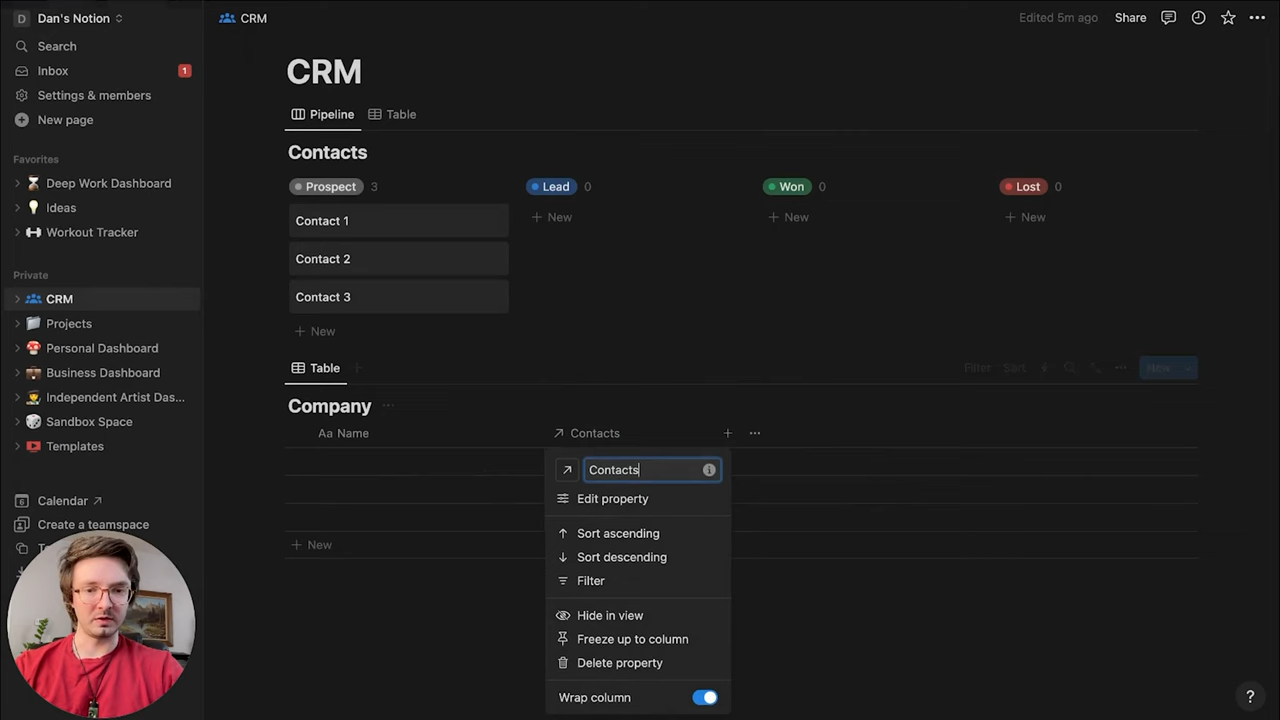 D Dan's Notion
Search
Inbox 1
Settings & members
New page
Favorites
Deep Work Dashboard
Ideas
Workout Tracker
Private
CRM
Projects
Personal Dashboard
Business Dashboard
Independent Artist Das...
Sandbox Space
Templates
6 Calendar
Create a teamspace
CRM
Edited 5m ago
Share
CRM
Pipeline
Table
Contacts
Prospect 3
Lead 0
Won 0
Lost 0
Contact 1
+ New
+ New
+ New
Contact 2
Contact 3
+ New
Table
Filter
Sort
New
Company
Aa Name
Contacts
Contacts
Edit property
Sort ascending
Sort descending
Filter
+ New
Hide in view
Freeze up to column
Delete property
Wrap column
?